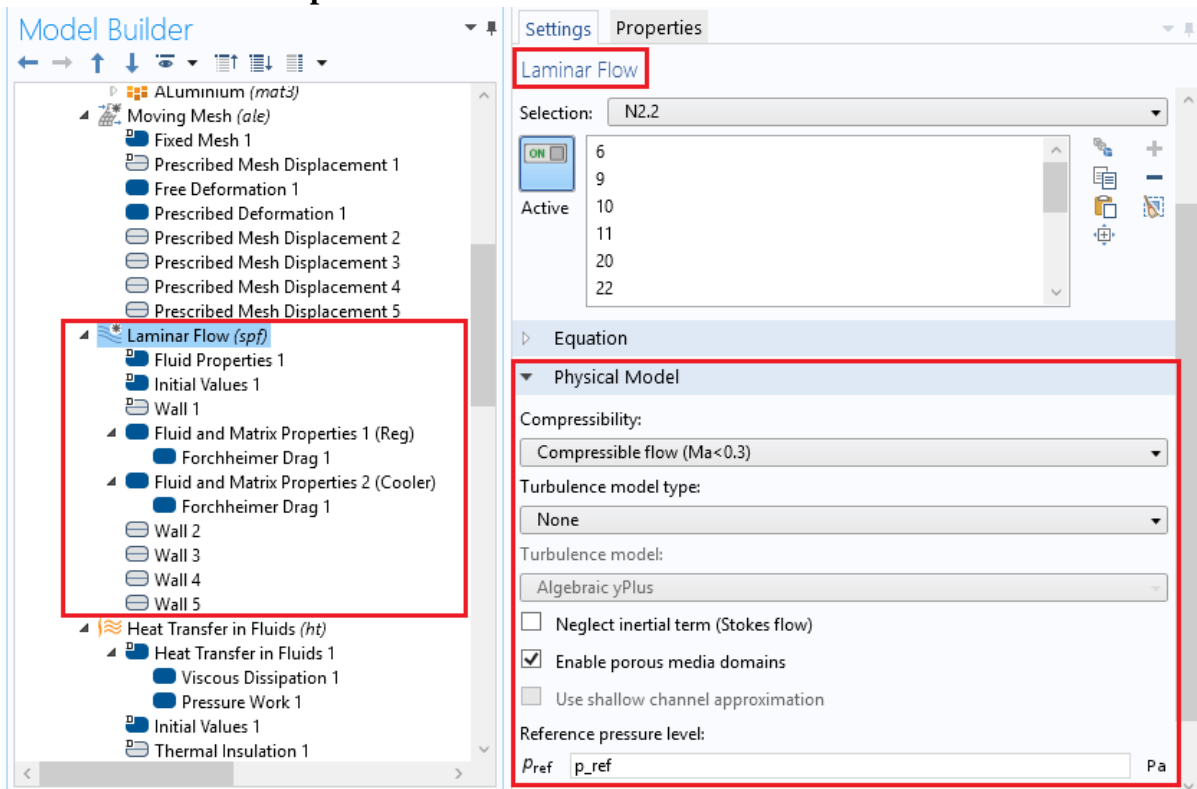 Model Builder
ALuminium (mat3)
Moving Mesh (ale)
Fixed Mesh 1
Prescribed Mesh Displacement 1
Free Deformation 1
Prescribed Deformation 1
Prescribed Mesh Displacement 2
Prescribed Mesh Displacement 3
Prescribed Mesh Displacement 4
Prescribed Mesh Displacement 5
Laminar Flow (spf)
Fluid Properties 1
Initial Values 1
Wall 1
Fluid and Matrix Properties 1 (Reg)
Forchheimer Drag 1
Fluid and Matrix Properties 2 (Cooler)
Forchheimer Drag 1
Wall 2
Wall 3
Wall 4
Wall 5
Heat Transfer in Fluids (ht)
Heat Transfer in Fluids 1
Viscous Dissipation 1
Pressure Work 1
Initial Values 1
Thermal Insulation 1
Settings Properties
Laminar Flow
Selection: N2.2
ON
Active
6
9
10
11
20
22
Equation
Physical Model
Compressibility:
Compressible flow (Ma<0.3)
Turbulence model type:
None
Turbulence model:
Algebraic yPlus
Neglect inertial term (Stokes flow)
Enable porous media domains
Use shallow channel approximation
Reference pressure level:
pref p_ref Pa